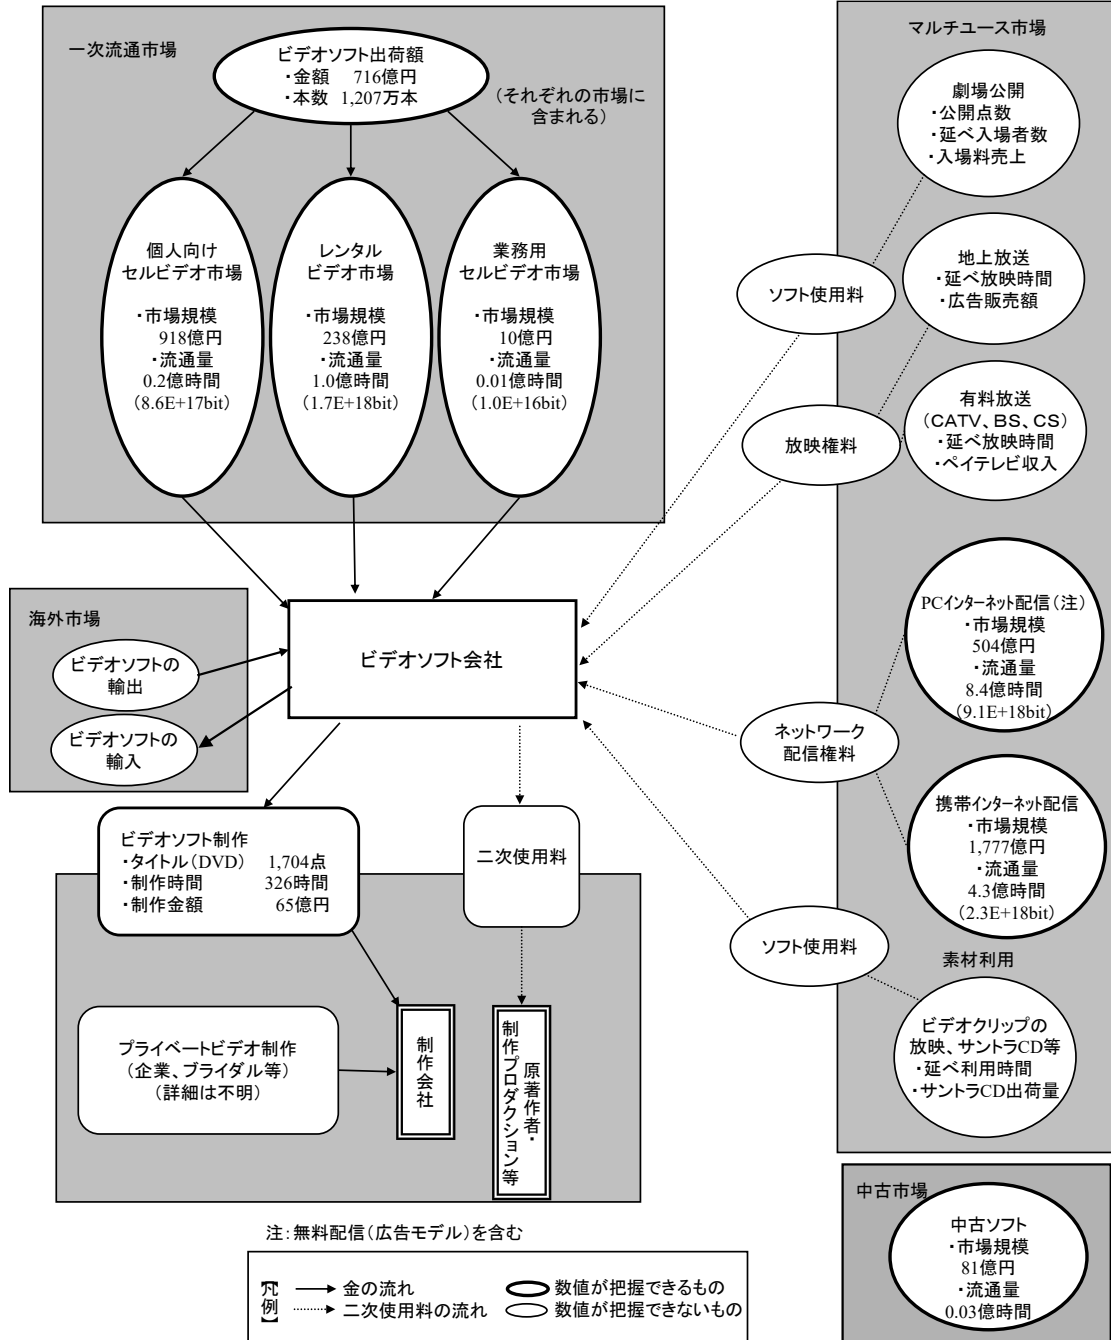 一次流通市場
ビデオソフト出荷額
・金額　716億円
・本数　1,207万本
(それぞれの市場に
含まれる)
個人向け
セルビデオ市場
・市場規模
918億円
・流通量
0.2億時間
(8.6E+17bit)
レンタル
ビデオ市場
・市場規模
238億円
・流通量
1.0億時間
(1.7E+18bit)
業務用
セルビデオ市場
・市場規模
10億円
・流通量
0.01億時間
(1.0E+16bit)
マルチユース市場
劇場公開
・公開点数
・延べ入場者数
・入場料売上
地上放送
・延べ放映時間
・広告販売額
有料放送
(CATV、BS、CS)
・延べ放映時間
・ペイテレビ収入
PCインターネット配信(注)
・市場規模
504億円
・流通量
8.4億時間
(9.1E+18bit)
携帯インターネット配信
・市場規模
1,777億円
・流通量
4.3億時間
(2.3E+18bit)
素材利用
ビデオクリップの
放映、サントラCD等
・延べ利用時間
・サントラCD出荷量
ソフト使用料
放映権料
ネットワーク
配信権料
ソフト使用料
海外市場
ビデオソフトの
輸出
ビデオソフトの
輸入
ビデオソフト会社
ビデオソフト制作
・タイトル(DVD)　1,704点
・制作時間　326時間
・制作金額　65億円
二次使用料
プライベートビデオ制作
(企業、ブライダル等)
(詳細は不明)
制作会社
原著作者・
制作プロダクション等
中古市場
中古ソフト
・市場規模
81億円
・流通量
0.03億時間
注:無料配信(広告モデル)を含む
【凡例】
金の流れ
数値が把握できるもの
二次使用料の流れ
数値が把握できないもの